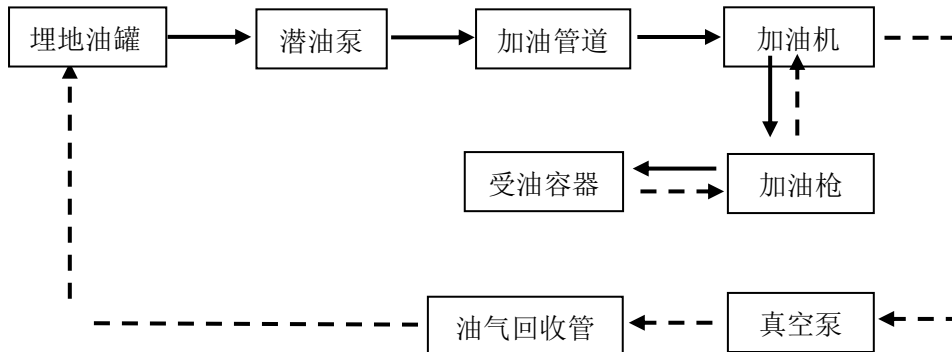 埋地油罐
潜油泵
加油管道
加油机
受油容器
加油枪
油气回收管
真空泵